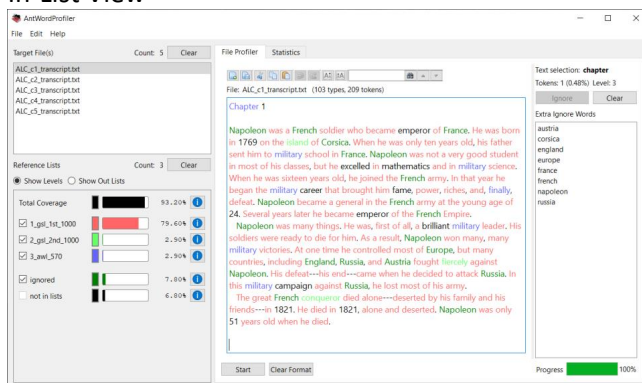 in List View
AntWordProfiler
File Edit Help
Target File(s) Count: 5 Clear
ALC_c1_transcript.txt
ALC_c2_transcript.txt
ALC_c3_transcript.txt
ALC_c4_transcript.txt
ALC_c5_transcript.txt
Reference Lists Count: 3 Clear
Show Levels Show Out Lists
Total Coverage 93.20%
1_gsl_1st_1000 79.60%
2_gsl_2nd_1000 2.90%
3_awl_570 2.90%
ignored 7.80%
not in lists 6.80%
File Profiler Statistics
File: ALC_c1_transcript.txt (103 types, 209 tokens)
Chapter 1
Napoleon was a French soldier who became emperor of France. He was born
in 1769 on the island of Corsica. When he was only ten years old, his father
sent him to military school in France. Napoleon was not a very good student
in most of his classes, but he excelled in mathematics and in military science.
When he was sixteen years old, he joined the French army. In that year he
began the military career that brought him fame, power, riches, and, finally,
defeat. Napoleon became a general in the French army at the young age of
24. Several years later he became emperor of the French Empire.
Napoleon was many things. He was, first of all, a brilliant military leader. His
soldiers were ready to die for him. As a result, Napoleon won many, many
military victories. At one time he controlled most of Europe, but many
countries, including England, Russia, and Austria fought fiercely against
Napoleon. His defeat---his end---came when he decided to attack Russia. In
this military campaign against Russia, he lost most of his army.
The great French conqueror died alone---deserted by his family and his
friends---in 1821. He died in 1821, alone and deserted. Napoleon was only
51 years old when he died.
Start Clear Format
Text selection: chapter
Tokens: 1 (0.48%) Level: 3
Ignore Clear
Extra Ignore Words
austria
corsica
england
europe
france
french
napoleon
russia
Progress 100%